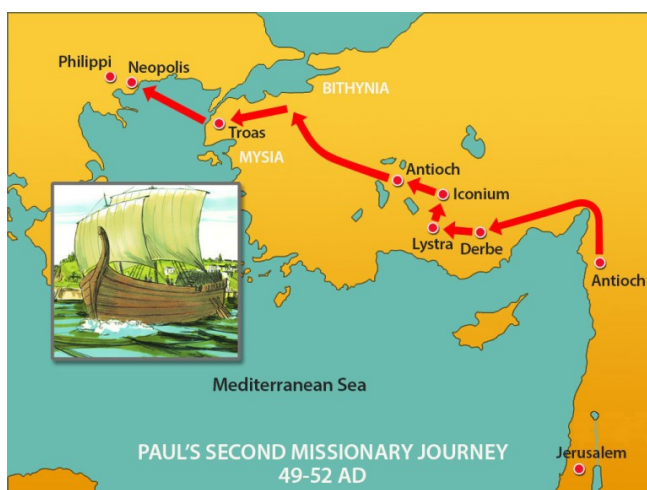 Philippi
Neopolis
BITHYNIA
Troas
MYSIA
Antioch
Iconium
Lystra
Derbe
Antioch
Mediterranean Sea
PAUL'S SECOND MISSIONARY JOURNEY
49-52 AD
Jerusalem